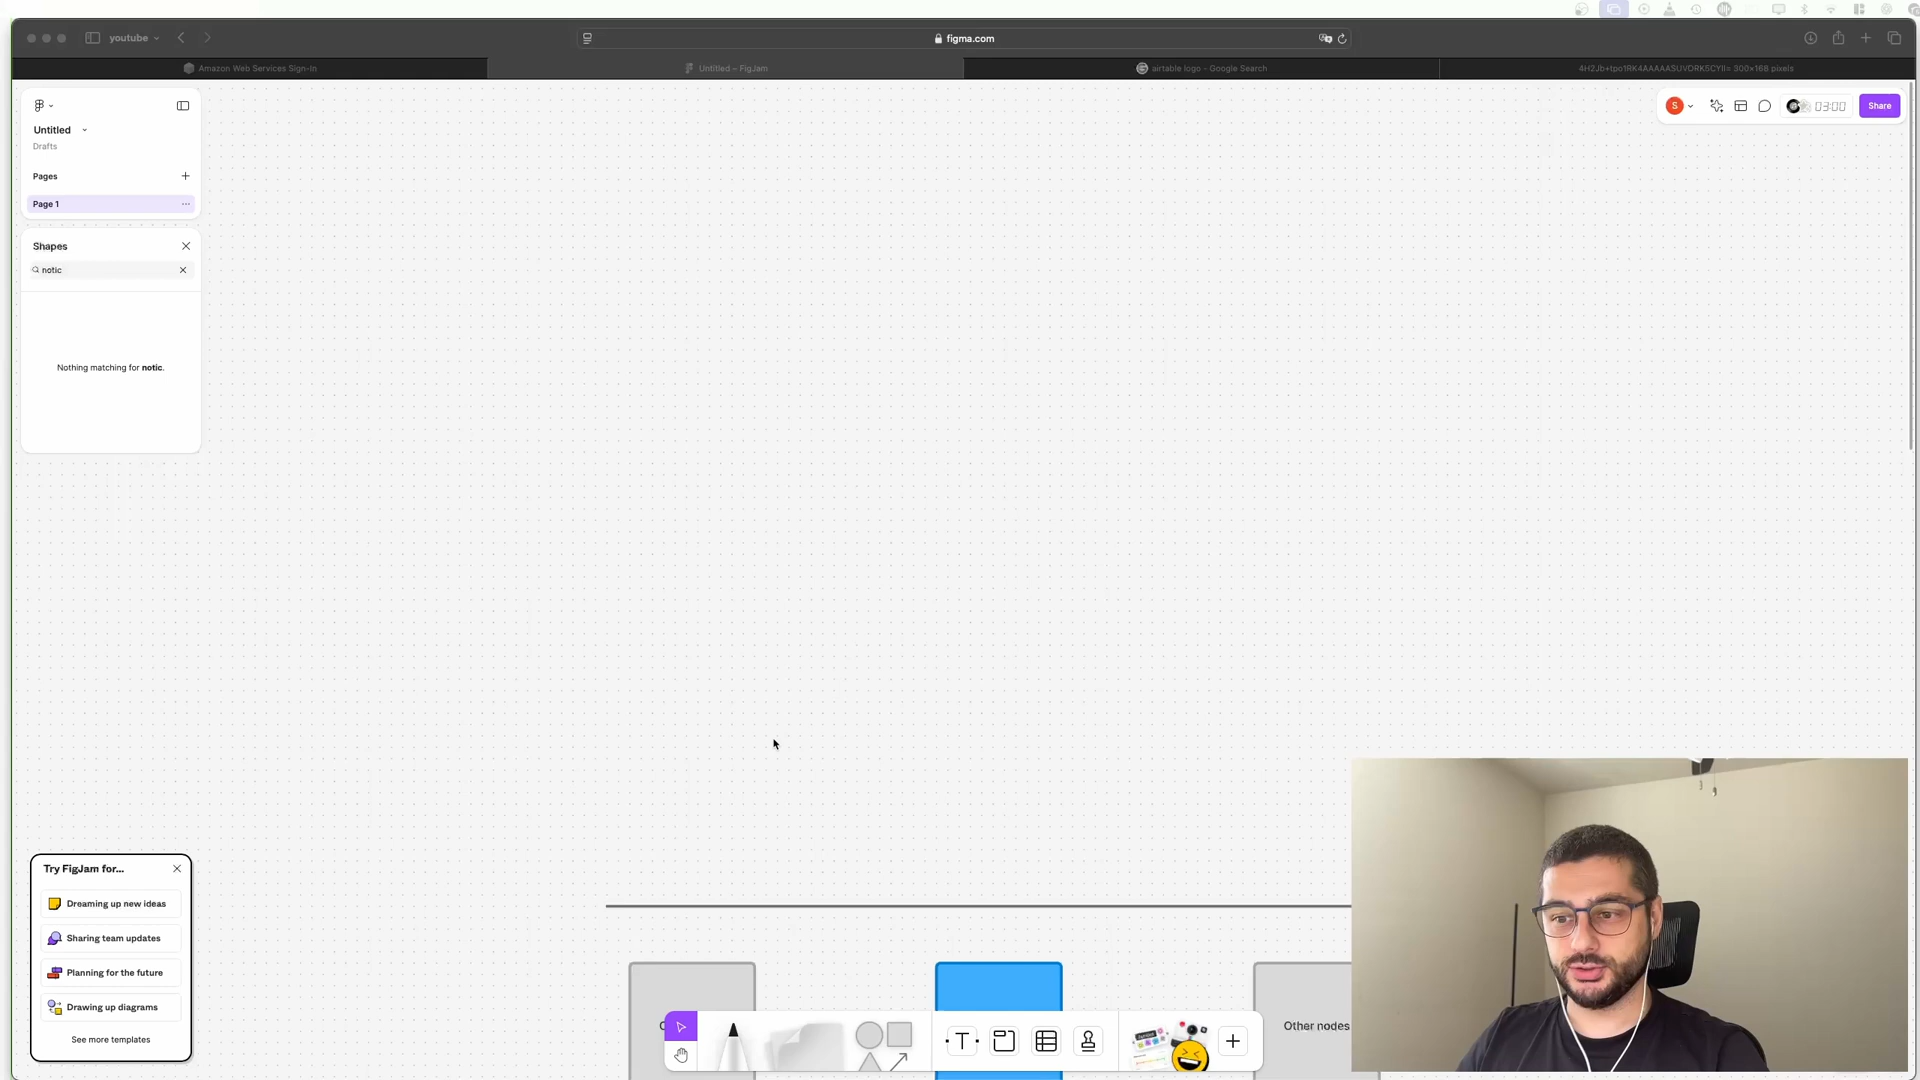 youtube
figma.com
Amazon Web Services Sign-In
Untitled – FigJam
airtable logo - Google Search
Untitled
Drafts
Pages
Page 1
Shapes
notic
Nothing matching for notic.
S
03:00
Share
Try FigJam for...
Dreaming up new ideas
Sharing team updates
Planning for the future
Drawing up diagrams
See more templates
T
Other nodes